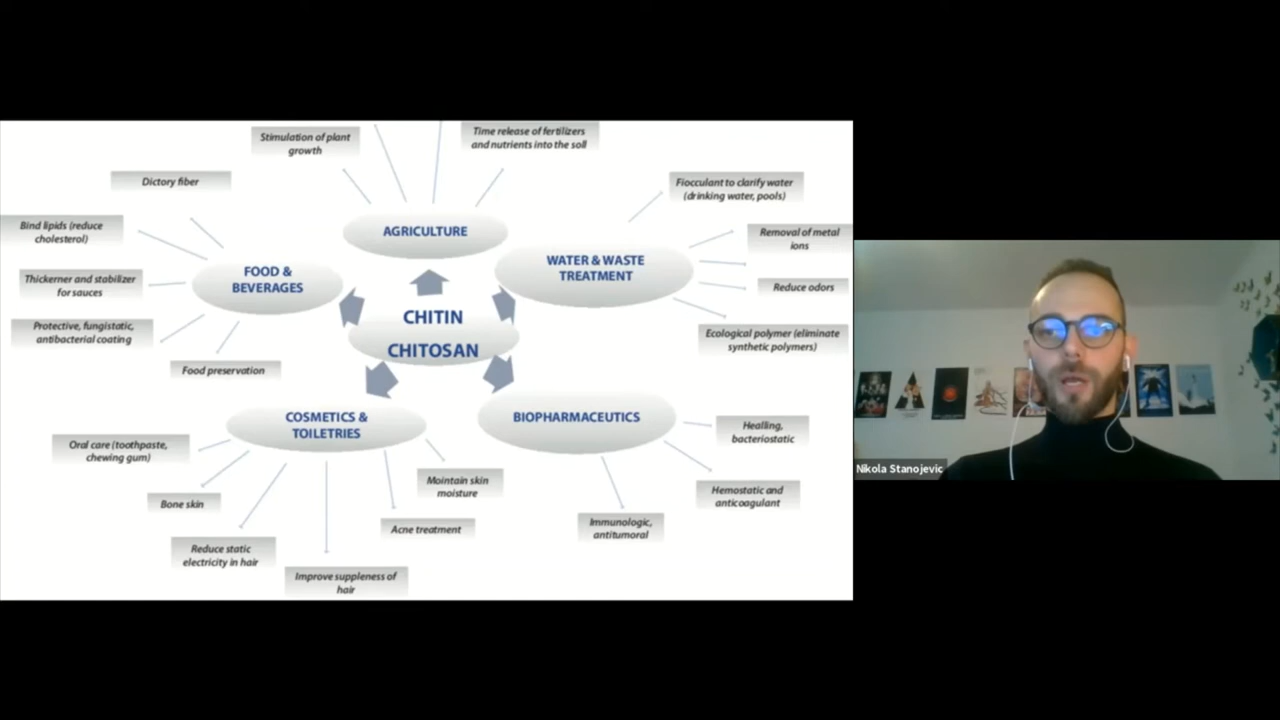 Stimulation of plant
growth
Time release of fertilizers
and nutrients into the soil
Dictory fiber
Fiocculant to clarify water
(drinking water, pools)
Bind lipids (reduce
cholesterol)
AGRICULTURE
Removal of metal
ions
FOOD &
BEVERAGES
WATER & WASTE
TREATMENT
Thickerner and stabilizer
for sauces
Reduce odors
CHITIN
CHITOSAN
Protective, fungistatic,
antibacterial coating
Ecological polymer (eliminate
synthetic polymers)
Food preservation
COSMETICS &
TOILETRIES
BIOPHARMACEUTICS
Healling,
bacteriostatic
Oral care (toothpaste,
chewing gum)
Maintain skin
moisture
Bone skin
Hemostatic and
anticoagulant
Acne treatment
Immunologic,
antitumoral
Reduce static
electricity in hair
Improve suppleness of
hair
Nikola Stanojevic